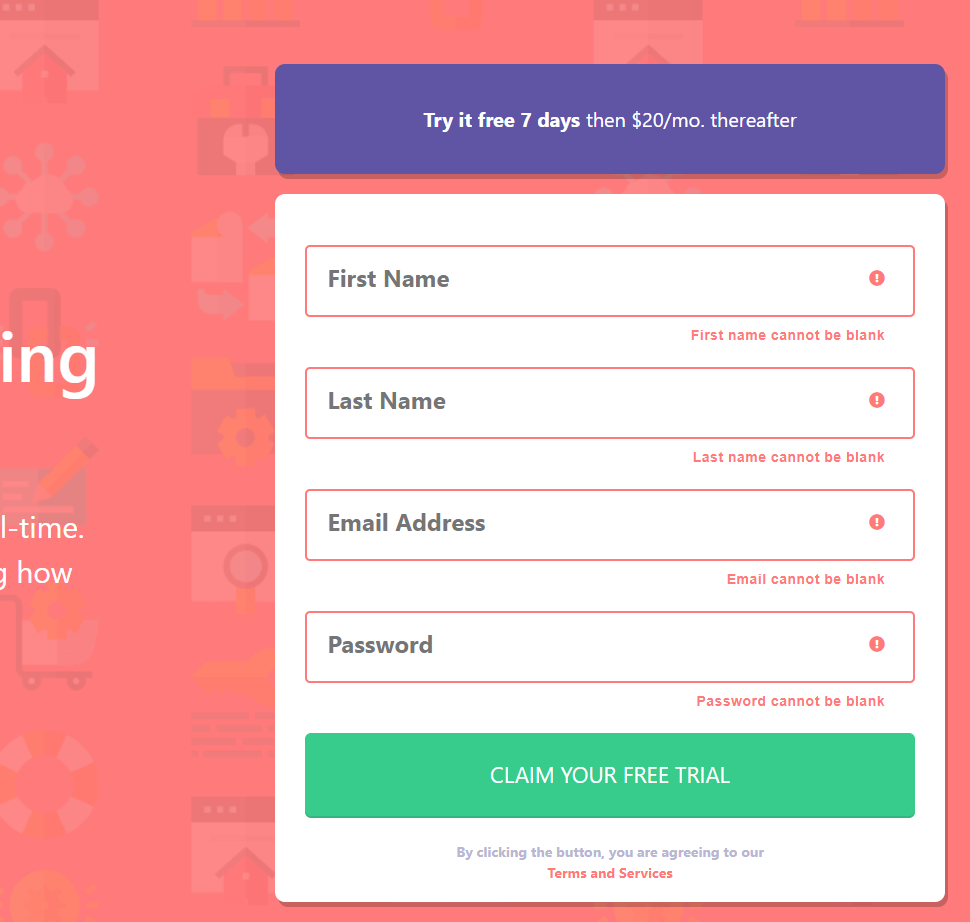 Try it free 7 days then $20/mo. thereafter
ing
l-time.
g how
First Name
First name cannot be blank
Last Name
Last name cannot be blank
Email Address
Email cannot be blank
Password
Password cannot be blank
CLAIM YOUR FREE TRIAL
By clicking the button, you are agreeing to our
Terms and Services